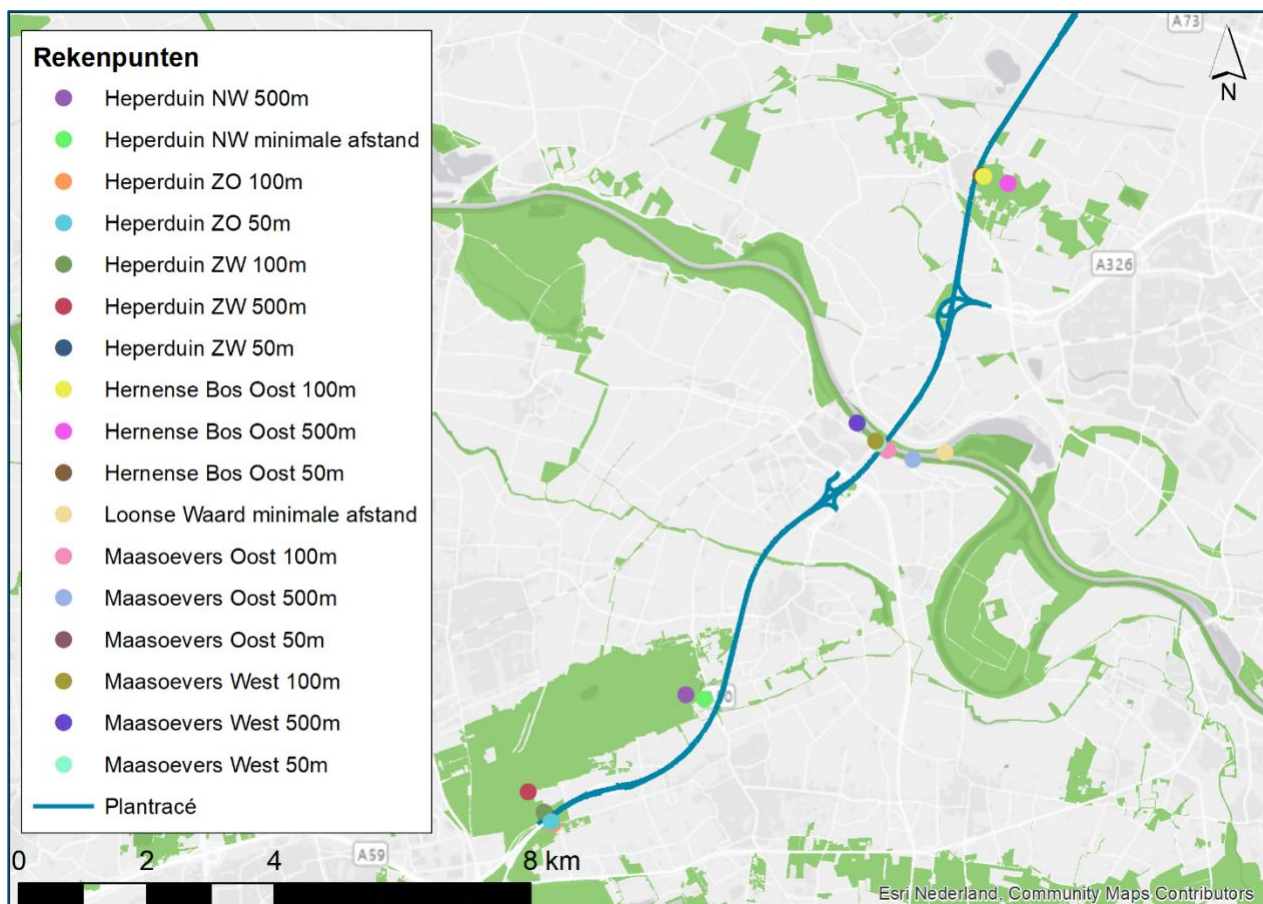 Rekenpunten
Heperduin NW 500m
Heperduin NW minimale afstand
Heperduin ZO 100m
Heperduin ZO 50m
Heperduin ZW 100m
Heperduin ZW 500m
Heperduin ZW 50m
Hernense Bos Oost 100m
Hernense Bos Oost 500m
Hernense Bos Oost 50m
Loonse Waard minimale afstand
Maasoevers Oost 100m
Maasoevers Oost 500m
Maasoevers Oost 50m
Maasoevers West 100m
Maasoevers West 500m
Maasoevers West 50m
Plantracé
A73
N
A326
A59
0 2 4 8 km
Esri Nederland, Community Maps Contributors